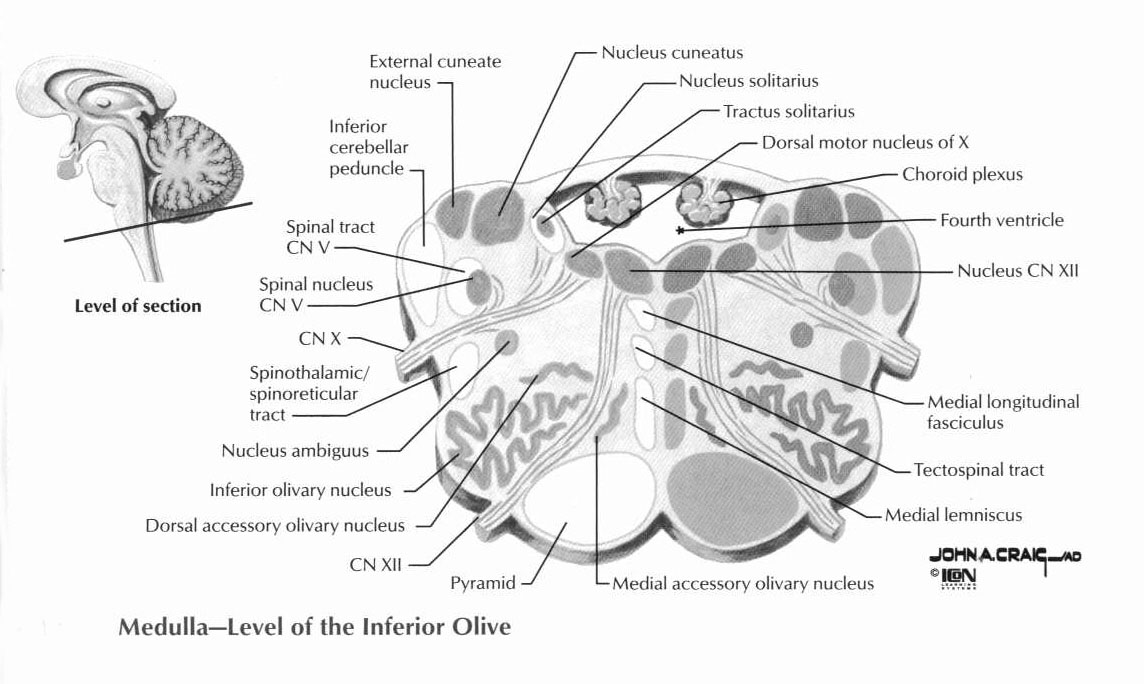 External cuneate
nucleus
Nucleus cuneatus
Nucleus solitarius
Tractus solitarius
Inferior
cerebellar
peduncle
Dorsal motor nucleus of X
Choroid plexus
Spinal tract
CN V
Fourth ventricle
Spinal nucleus
CN V
Nucleus CN XII
Level of section
CN X
Spinothalamic/
spinoreticular
tract
Medial longitudinal
fasciculus
Nucleus ambiguus
Tectospinal tract
Inferior olivary nucleus
Dorsal accessory olivary nucleus
Medial lemniscus
CN XII
Pyramid
Medial accessory olivary nucleus
JOHN A. CRAIG_AD
© ICON
LEARNING
SYSTEMS
Medulla—Level of the Inferior Olive